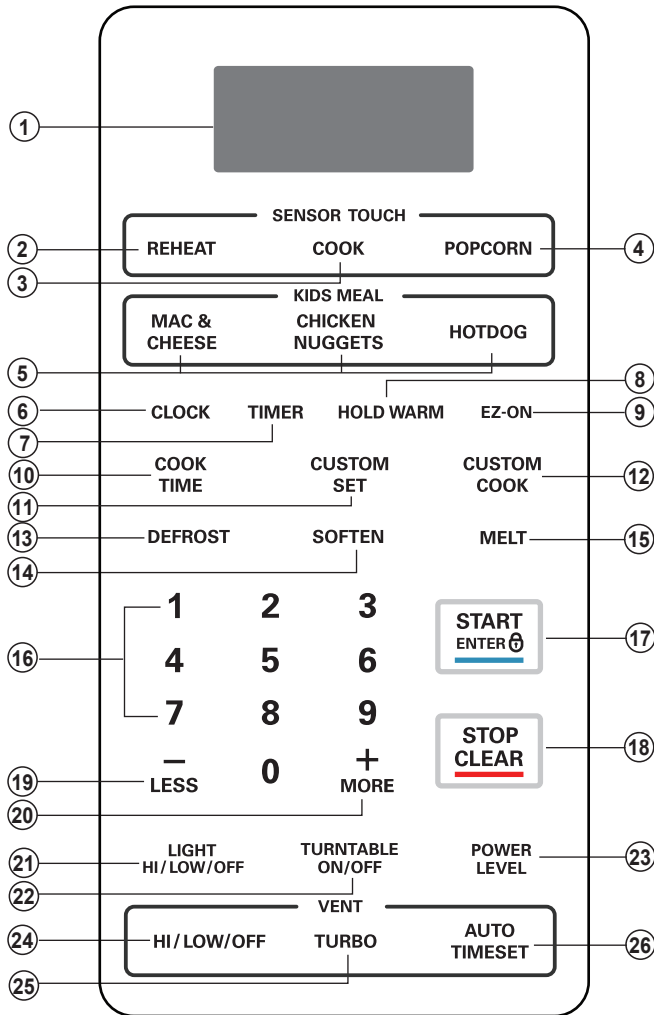 1
SENSOR TOUCH
2 REHEAT COOK POPCORN 4
3
KIDS MEAL
MAC & CHICKEN HOTDOG
CHEESE NUGGETS
5 8
6 CLOCK TIMER HOLD WARM EZ-ON 9
7
10 COOK CUSTOM CUSTOM 12
TIME SET COOK
11
13 DEFROST SOFTEN MELT 15
14
1 2 3 START
ENTER 17
16 4 5 6
7 8 9 STOP
CLEAR 18
– 0 +
19 LESS MORE
20
21 LIGHT TURNTABLE POWER 23
HI/LOW/OFF ON/OFF LEVEL
22
VENT
24 HI/LOW/OFF TURBO AUTO 26
TIMESET
25